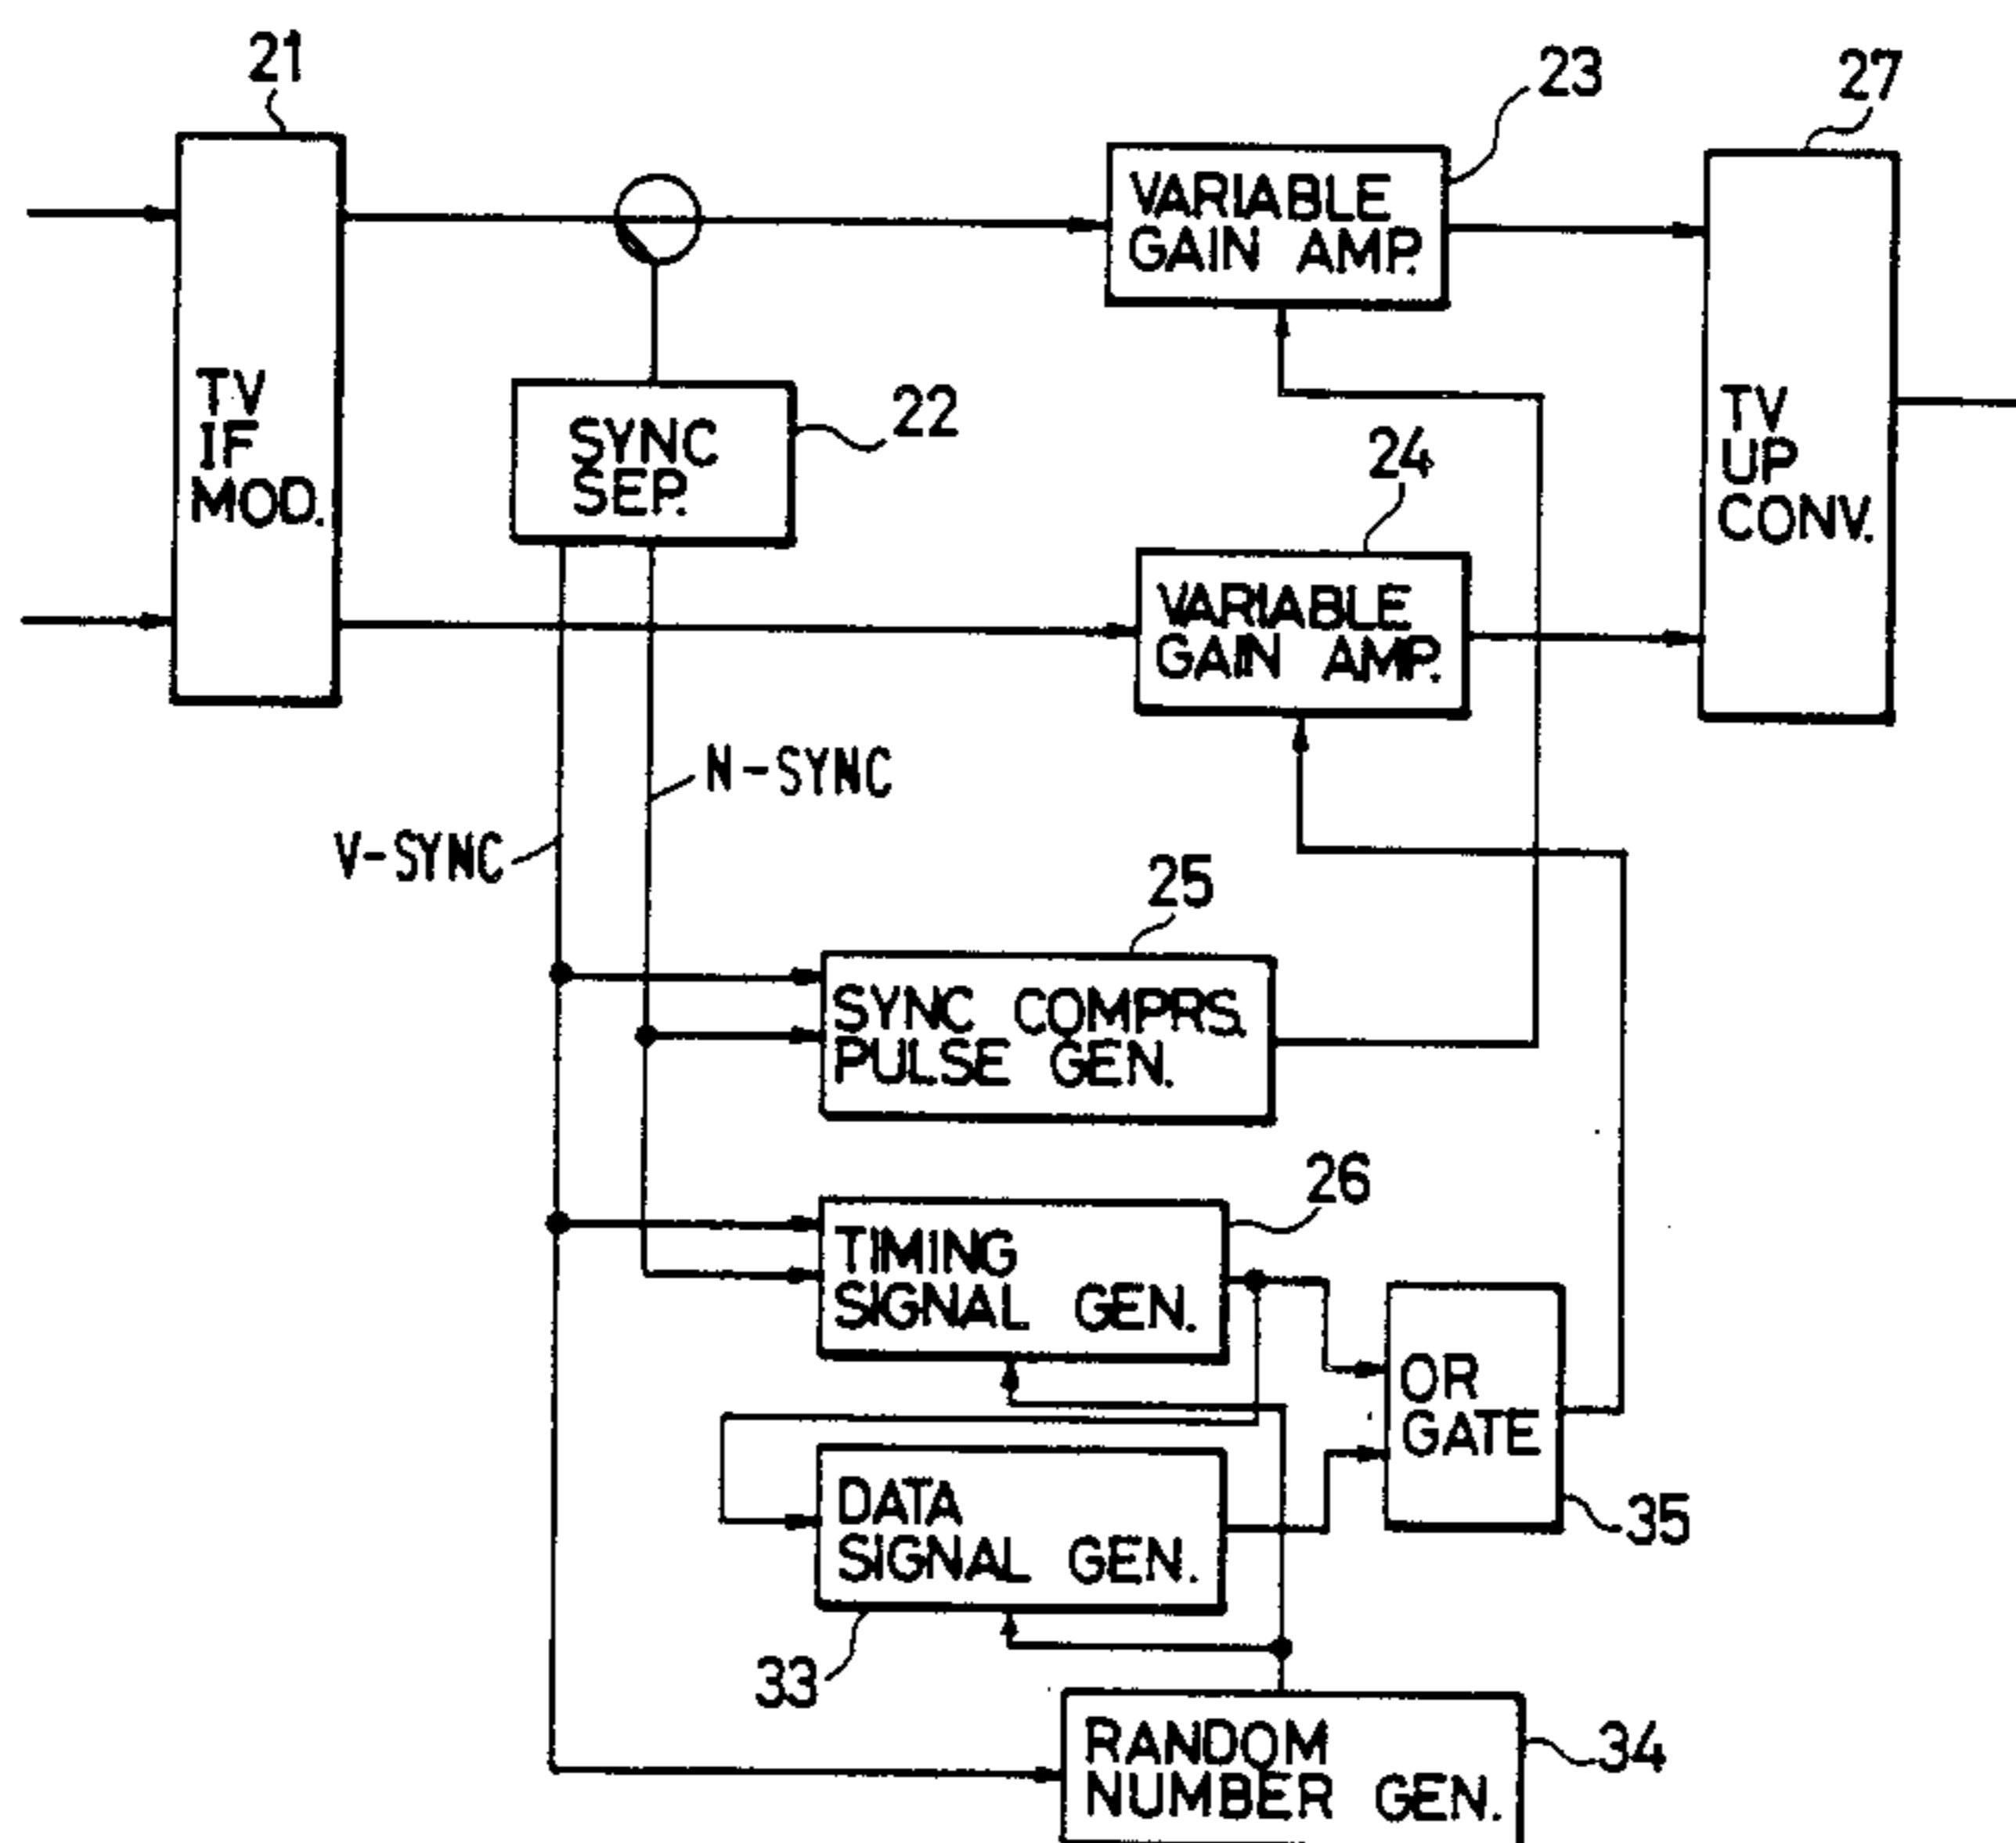 21
23
27
VARIABLE
GAIN AMP.
TV
IF
MOD.
SYNC
SEP.
22
24
TV
UP
CONV.
VARIABLE
GAIN AMP.
N-SYNC
V-SYNC
25
SYNC COMPRS.
PULSE GEN.
26
TIMING
SIGNAL GEN.
OR
GATE
DATA
SIGNAL GEN.
35
33
RANDOM
NUMBER GEN.
34